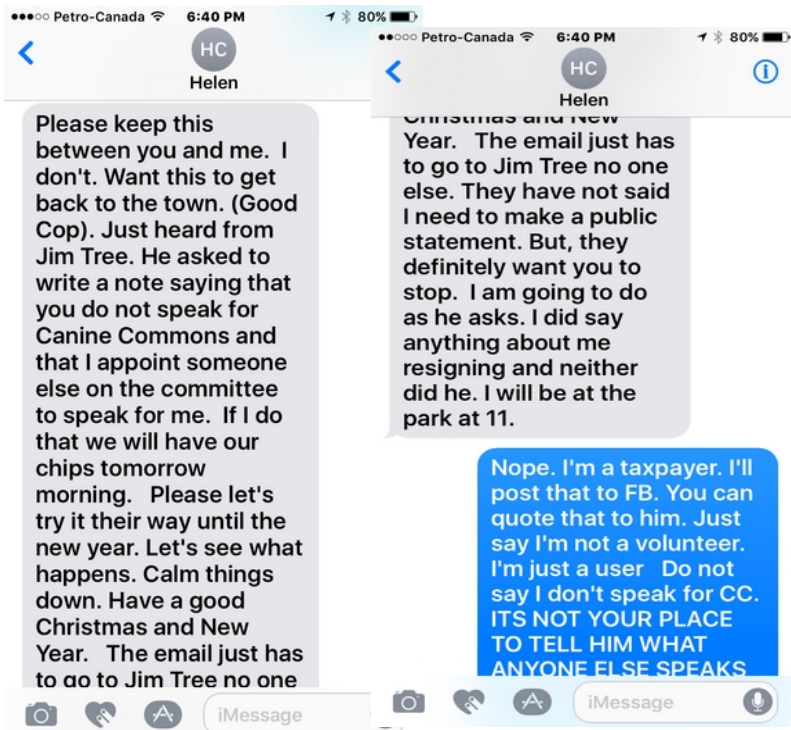 Petro-Canada 6:40 PM 80%
HC
Helen
Please keep this
between you and me. I
don't. Want this to get
back to the town. (Good
Cop). Just heard from
Jim Tree. He asked to
write a note saying that
you do not speak for
Canine Commons and
that I appoint someone
else on the committee
to speak for me. If I do
that we will have our
chips tomorrow
morning. Please let's
try it their way until the
new year. Let's see what
happens. Calm things
down. Have a good
Christmas and New
Year. The email just has
to go to Jim Tree no one
iMessage
Petro-Canada 6:40 PM 80%
HC
Helen
Christmas and New
Year. The email just has
to go to Jim Tree no one
else. They have not said
I need to make a public
statement. But, they
definitely want you to
stop. I am going to do
as he asks. I did say
anything about me
resigning and neither
did he. I will be at the
park at 11.
Nope. I'm a taxpayer. I'll
post that to FB. You can
quote that to him. Just
say I'm not a volunteer.
I'm just a user Do not
say I don't speak for CC.
ITS NOT YOUR PLACE
TO TELL HIM WHAT
ANYONE ELSE SPEAKS
iMessage